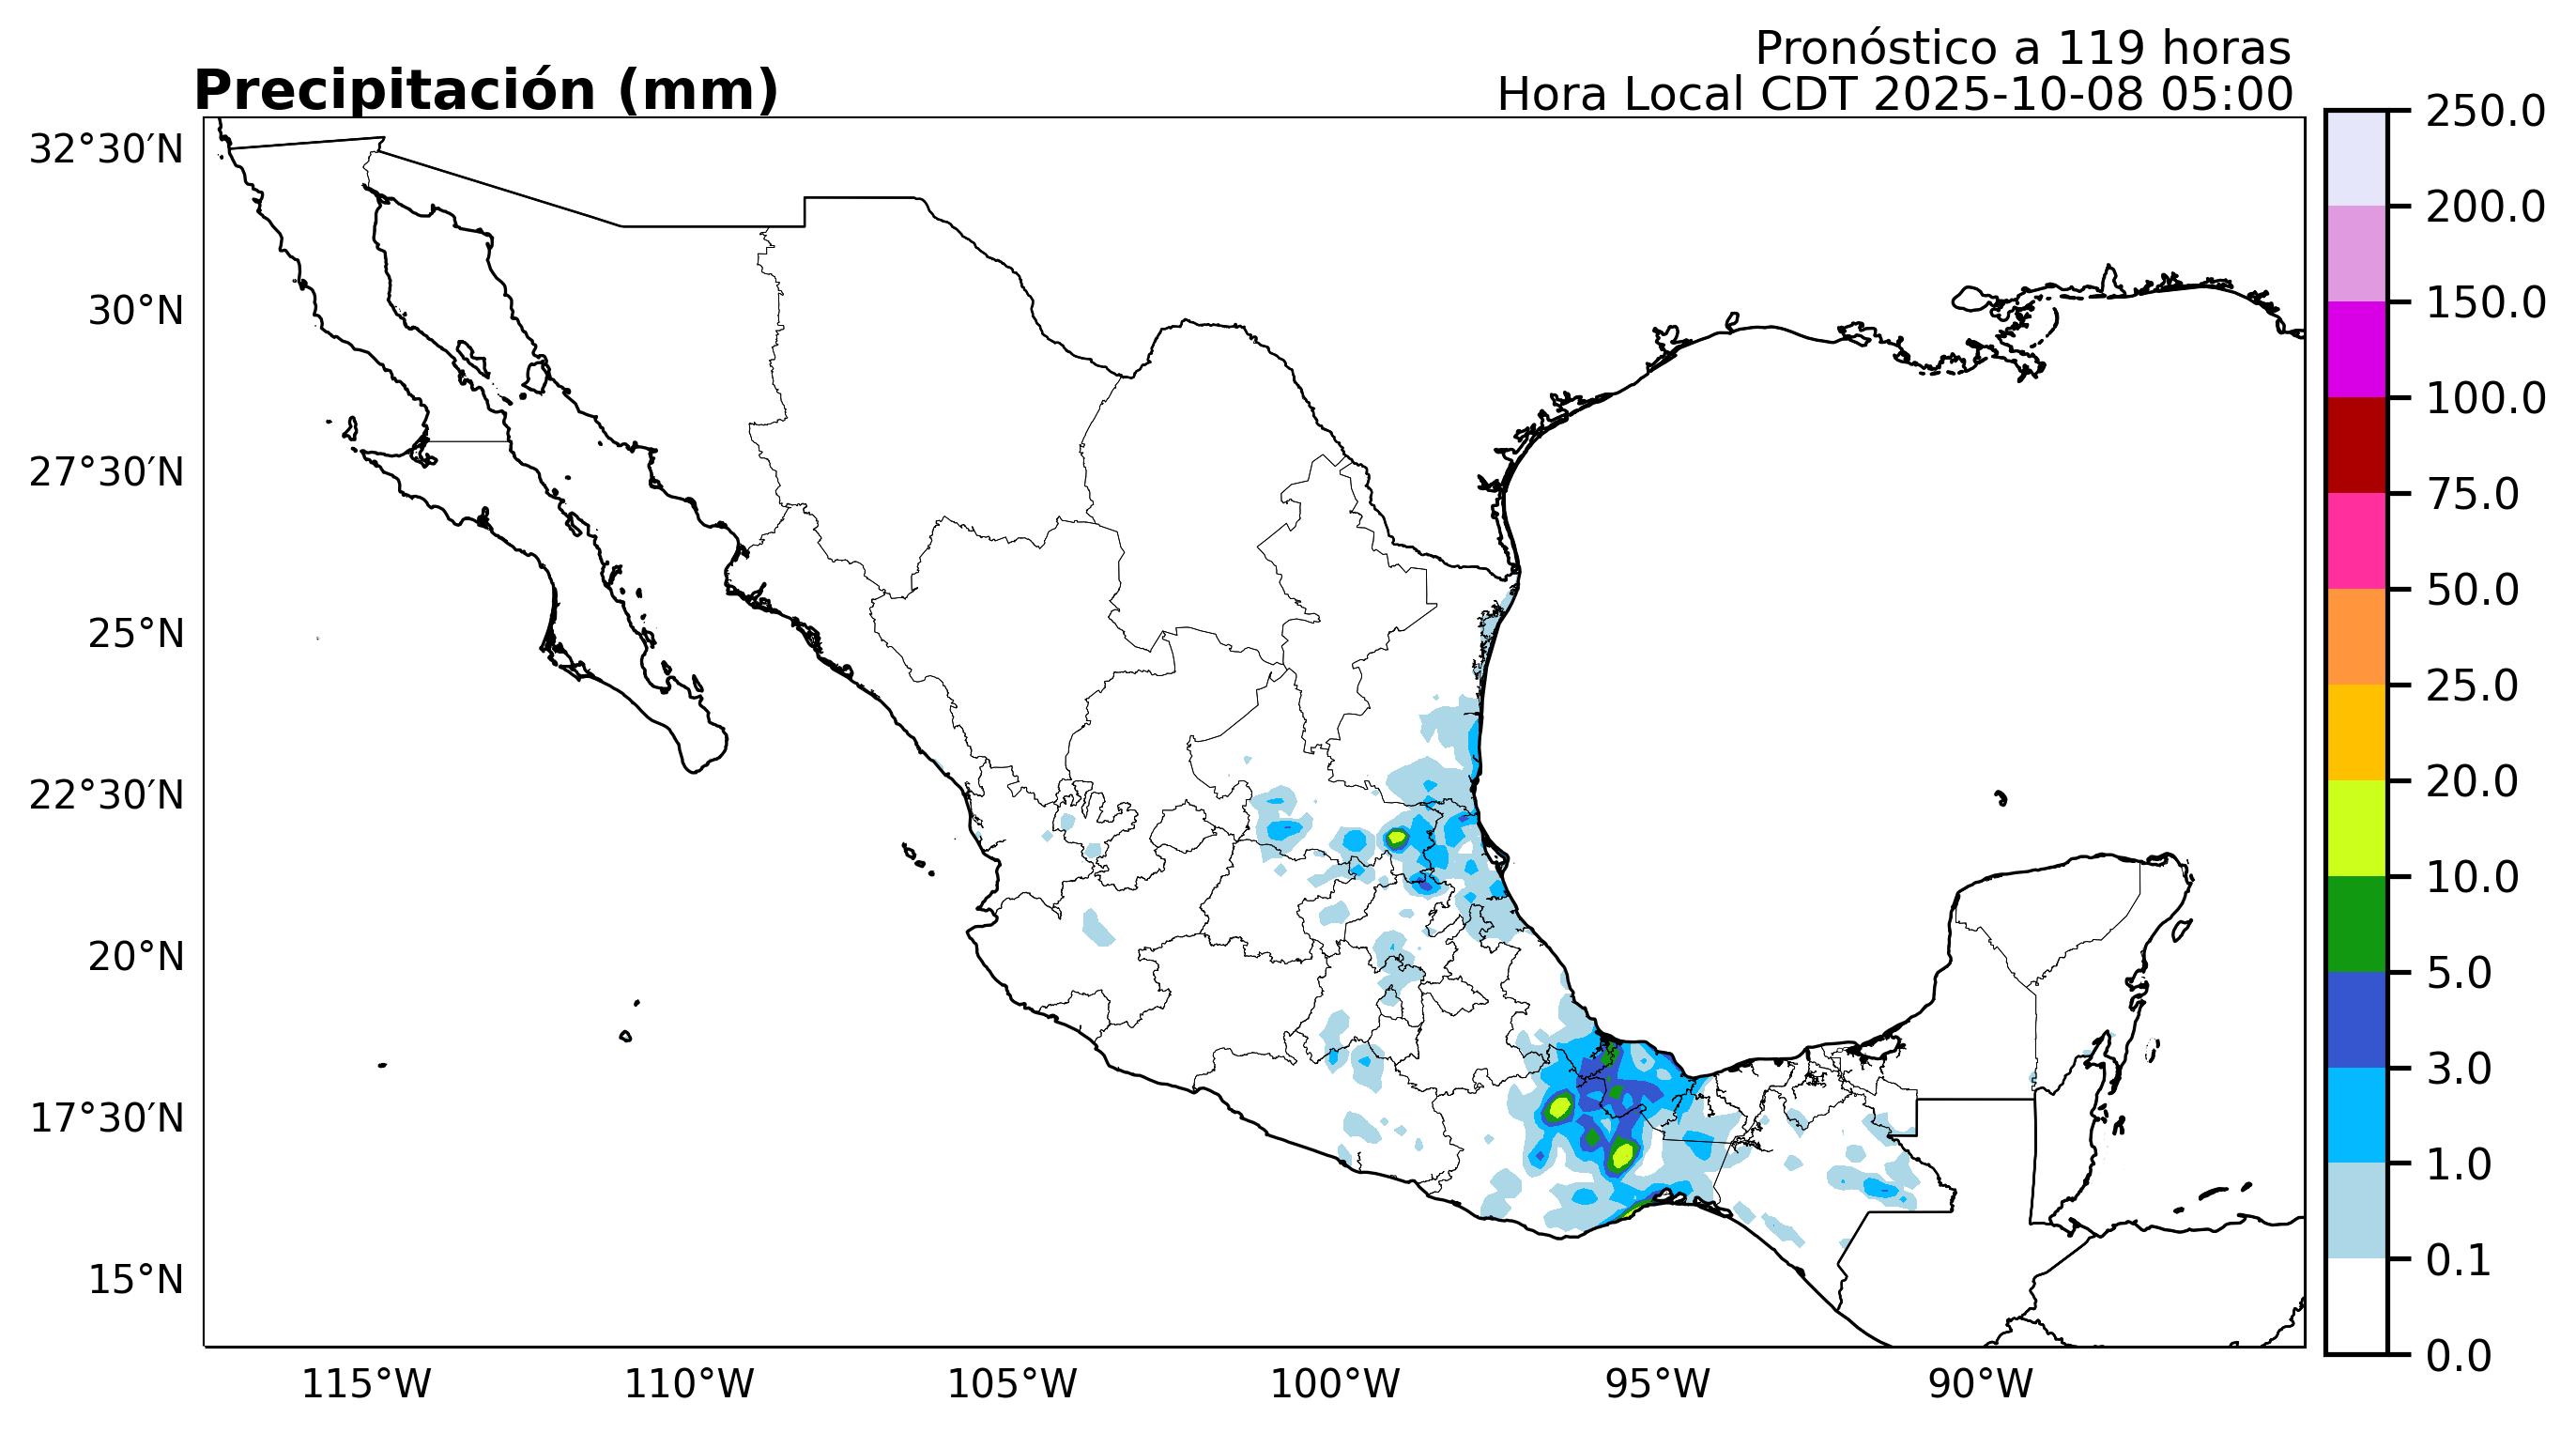 Pronóstico a 119 horas
Precipitación (mm)
Hora Local CDT 2025-10-08 05:00
32°30′N
30°N
27°30′N
25°N
22°30′N
20°N
17°30′N
15°N
115°W
110°W
105°W
100°W
95°W
90°W
250.0
200.0
150.0
100.0
75.0
50.0
25.0
20.0
10.0
5.0
3.0
1.0
0.1
0.0